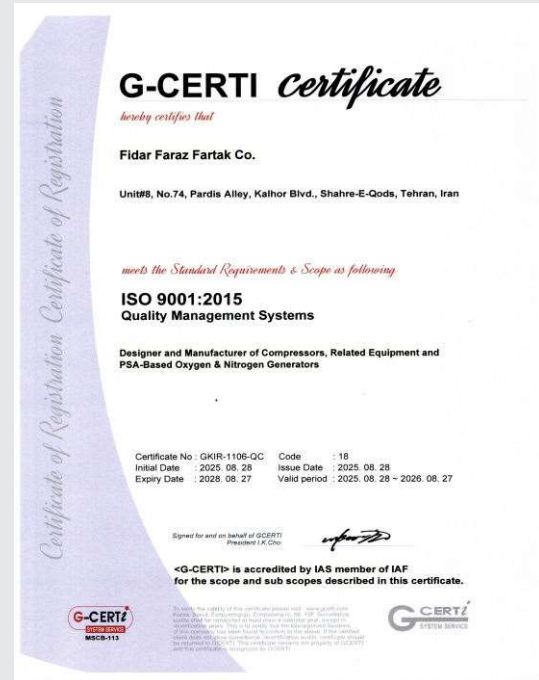 G-CERTI Certificate
hereby certifies that
Fidar Faraz Fartak Co.
Unit#8, No.74, Pardis Alley, Kalhor Blvd., Shahre-E-Qods, Tehran, Iran
meets the Standard Requirements & Scope as following
ISO 9001:2015
Quality Management Systems
Designer and Manufacturer of Compressors, Related Equipment and
PSA-Based Oxygen & Nitrogen Generators
Certificate No : GKIR-1106-QC Code : 18
Initial Date : 2025. 08. 28 Issue Date : 2025. 08. 28
Expiry Date : 2028. 08. 27 Valid period : 2025. 08. 28 ~ 2026. 08. 27
Signed for and on behalf of GCERTI
President I.K.Cho
<G-CERTI> is accredited by IAS member of IAF
for the scope and sub scopes described in this certificate.
Certificate of Registration Certificate of Registration
G-CERTi
SYSTEM SERVICE
MSCB-113
G CERTi
SYSTEM SERVICE